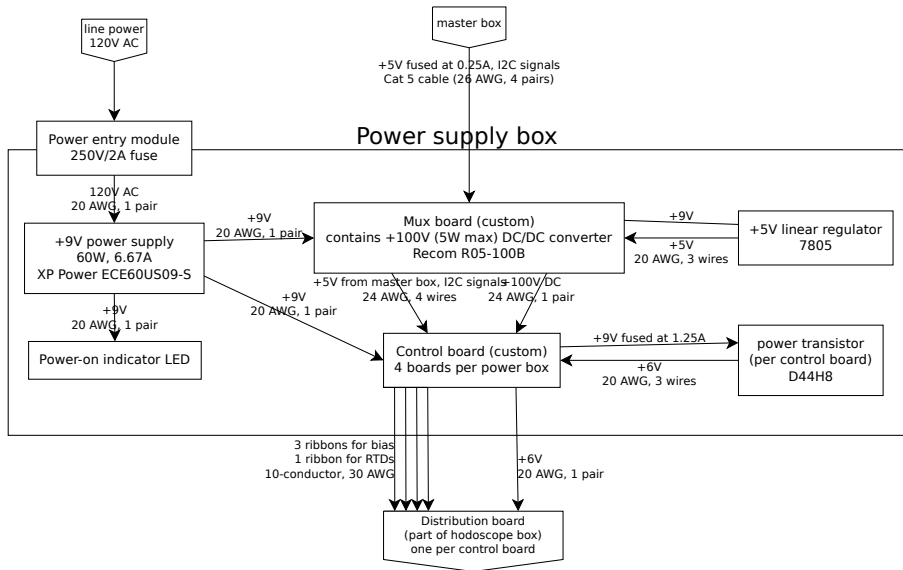 line power
120V AC
master box
+5V fused at 0.25A, I2C signals
Cat 5 cable (26 AWG, 4 pairs)
Power supply box
Power entry module
250V/2A fuse
120V AC
20 AWG, 1 pair
+9V power supply
60W, 6.67A
XP Power ECE60US09-S
+9V
20 AWG, 1 pair
Mux board (custom)
contains +100V (5W max) DC/DC converter
Recom R05-100B
+9V
+5V
20 AWG, 3 wires
+5V linear regulator
7805
+9V
20 AWG, 1 pair
+5V from master box, I2C signals
24 AWG, 4 wires
+100V DC
24 AWG, 1 pair
+9V
20 AWG, 1 pair
Power-on indicator LED
Control board (custom)
4 boards per power box
+9V fused at 1.25A
+6V
20 AWG, 3 wires
power transistor
(per control board)
D44H8
3 ribbons for bias
1 ribbon for RTDs
10-conductor, 30 AWG
+6V
20 AWG, 1 pair
Distribution board
(part of hodoscope box)
one per control board